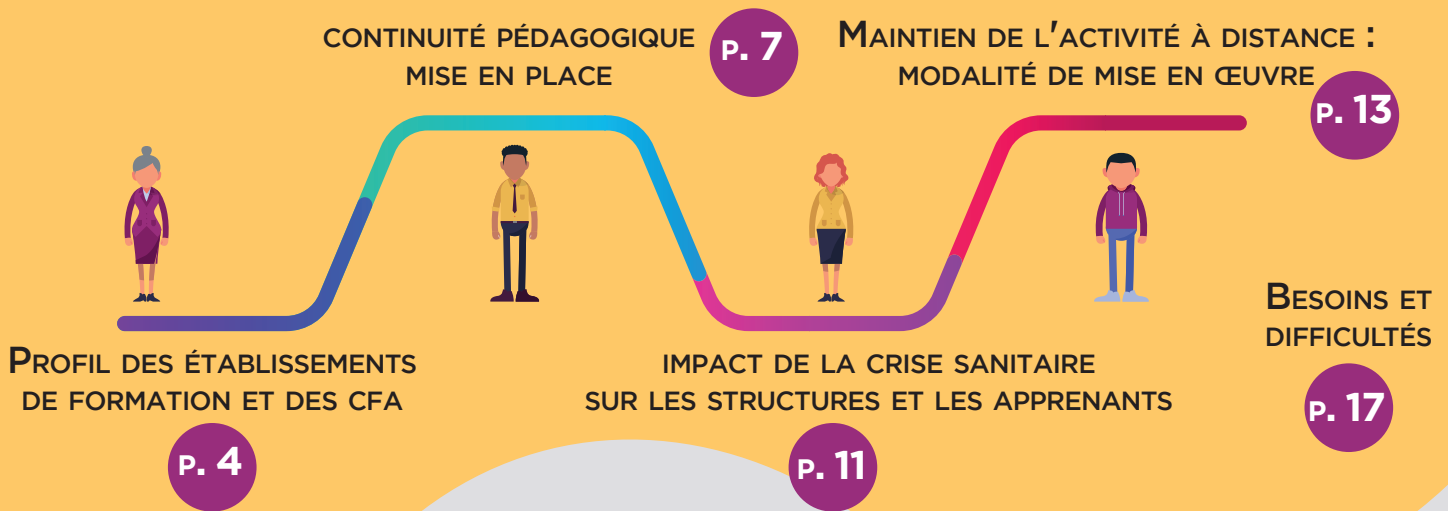 PROFIL DES ÉTABLISSEMENTS
DE FORMATION ET DES CFA
P. 4
CONTINUITÉ PÉDAGOGIQUE
MISE EN PLACE
P. 7
IMPACT DE LA CRISE SANITAIRE
SUR LES STRUCTURES ET LES APPRENANTS
P. 11
MAINTIEN DE L'ACTIVITÉ À DISTANCE :
MODALITÉ DE MISE EN ŒUVRE
P. 13
BESOINS ET
DIFFICULTÉS
P. 17